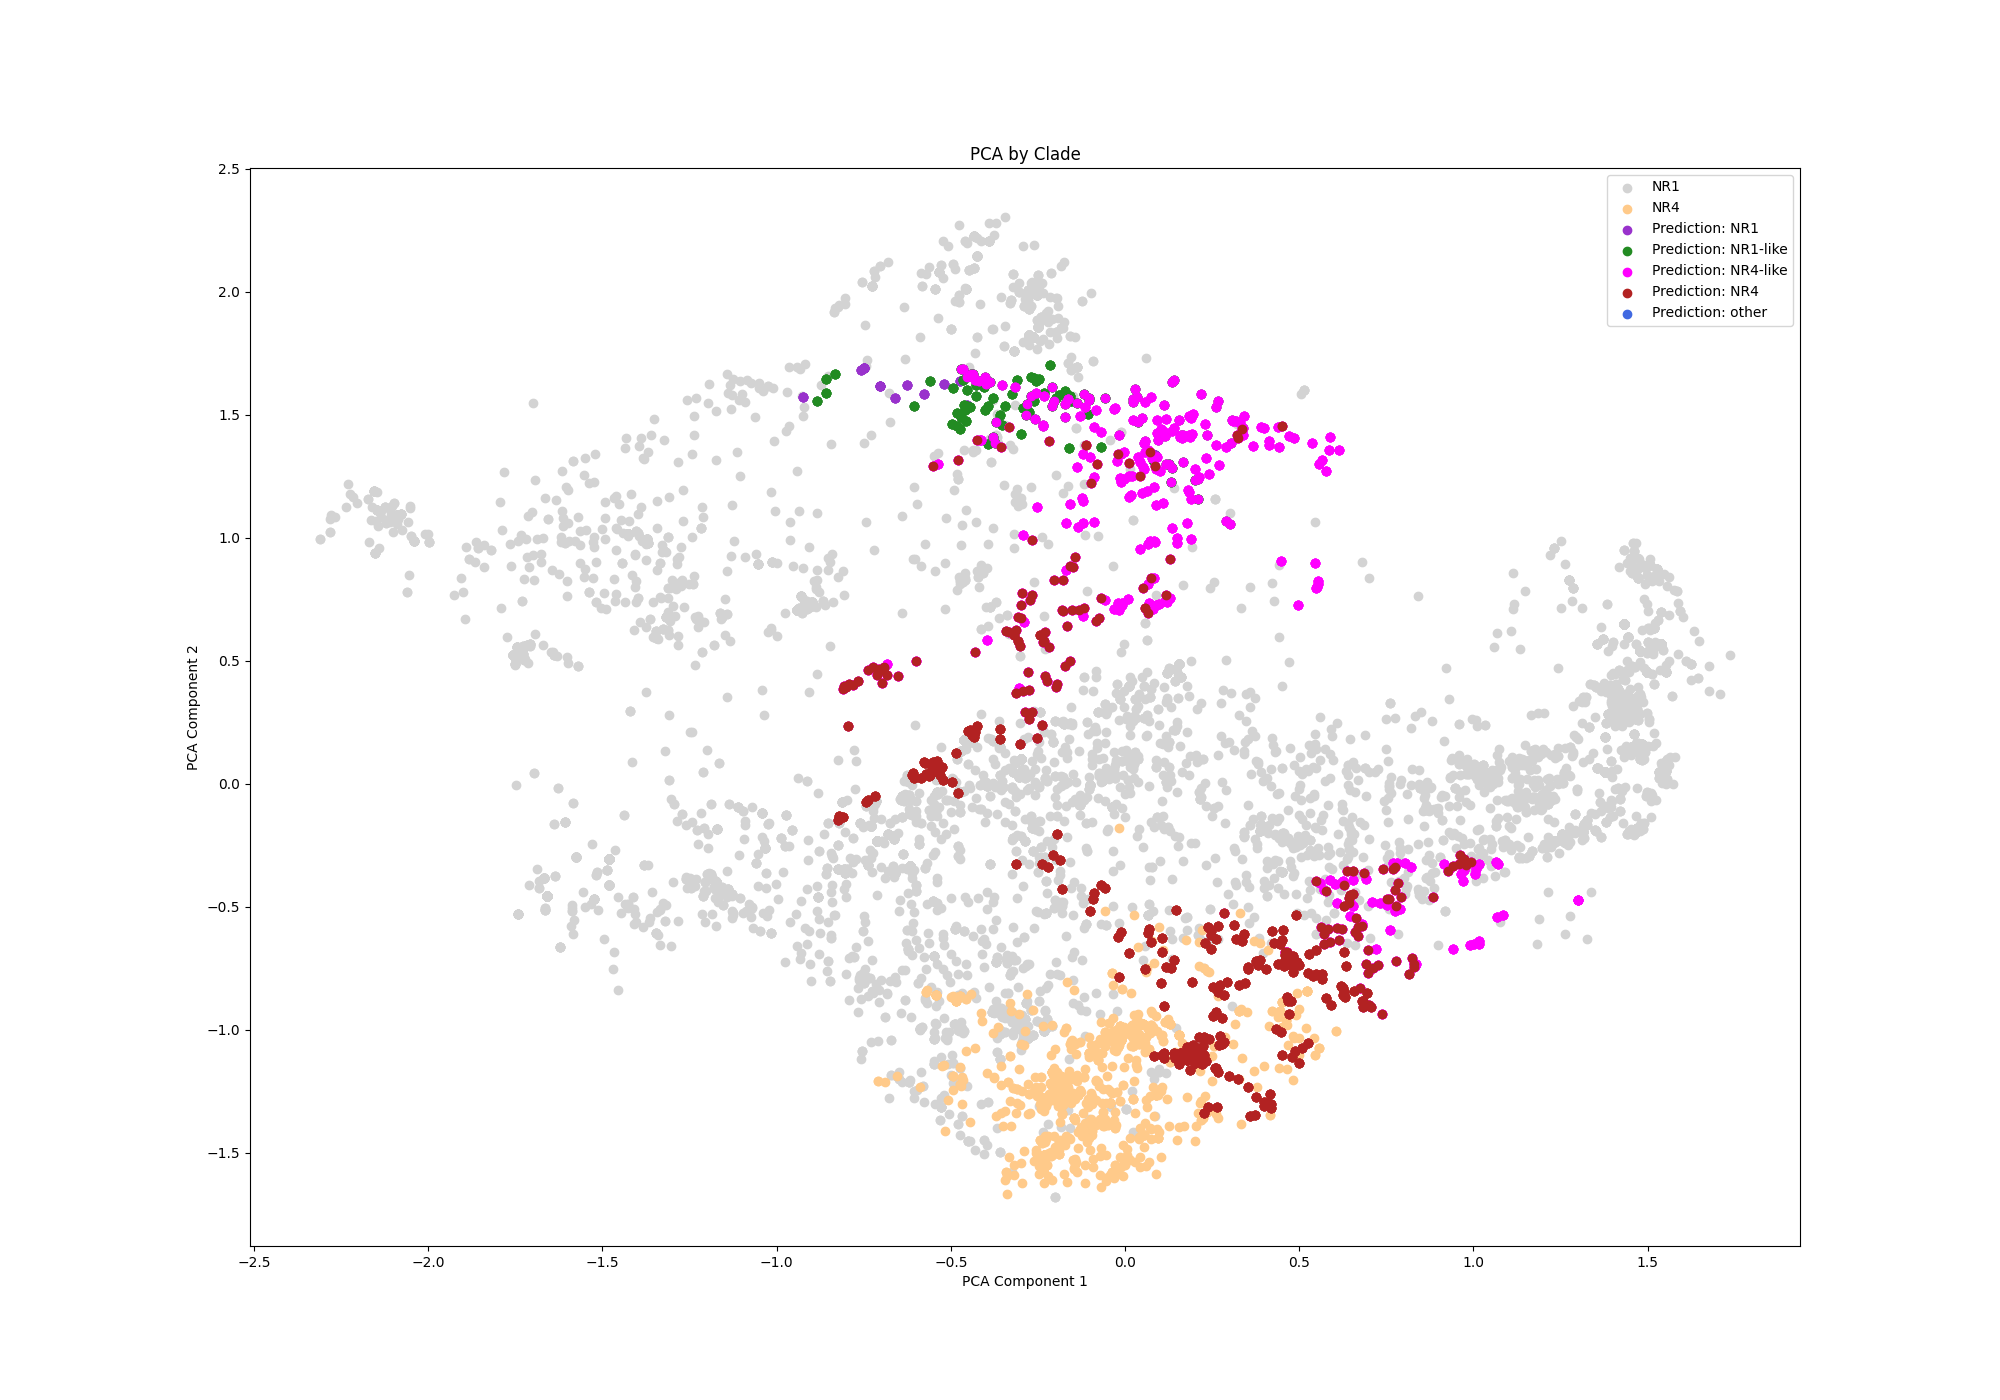 PCA by Clade
NR1
NR4
Prediction: NR1
Prediction: NR1-like
Prediction: NR4-like
Prediction: NR4
Prediction: other
PCA Component 2
2.5
2.0
1.5
1.0
0.5
0.0
−0.5
−1.0
−1.5
−2.5
−2.0
−1.5
−1.0
−0.5
0.0
0.5
1.0
1.5
PCA Component 1